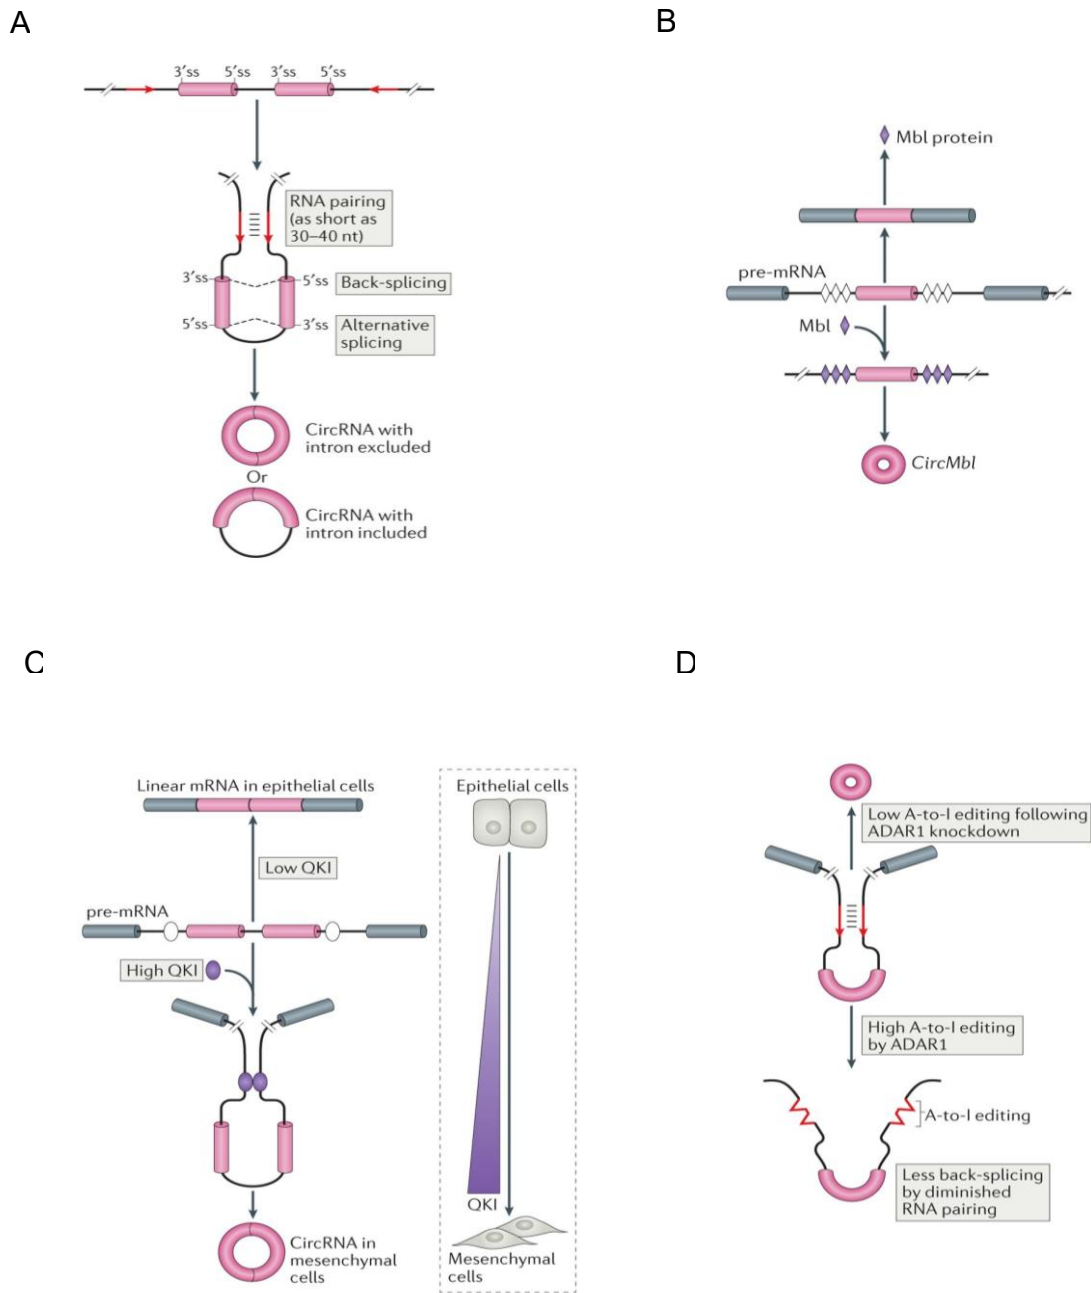 A
3′ss 5′ss 3′ss 5′ss
RNA pairing
(as short as
30–40 nt)
3′ss 5′ss
Back-splicing
5′ss 3′ss
Alternative
splicing
CircRNA with
intron excluded
Or
CircRNA with
intron included
B
Mbl protein
pre-mRNA
Mbl
CircMbl
C
Linear mRNA in epithelial cells
Low QKI
pre-mRNA
High QKI
CircRNA in
mesenchymal
cells
Epithelial cells
QKI
Mesenchymal
cells
D
Low A-to-I editing following
ADAR1 knockdown
High A-to-I editing
by ADAR1
A-to-I editing
Less back-splicing
by diminished
RNA pairing